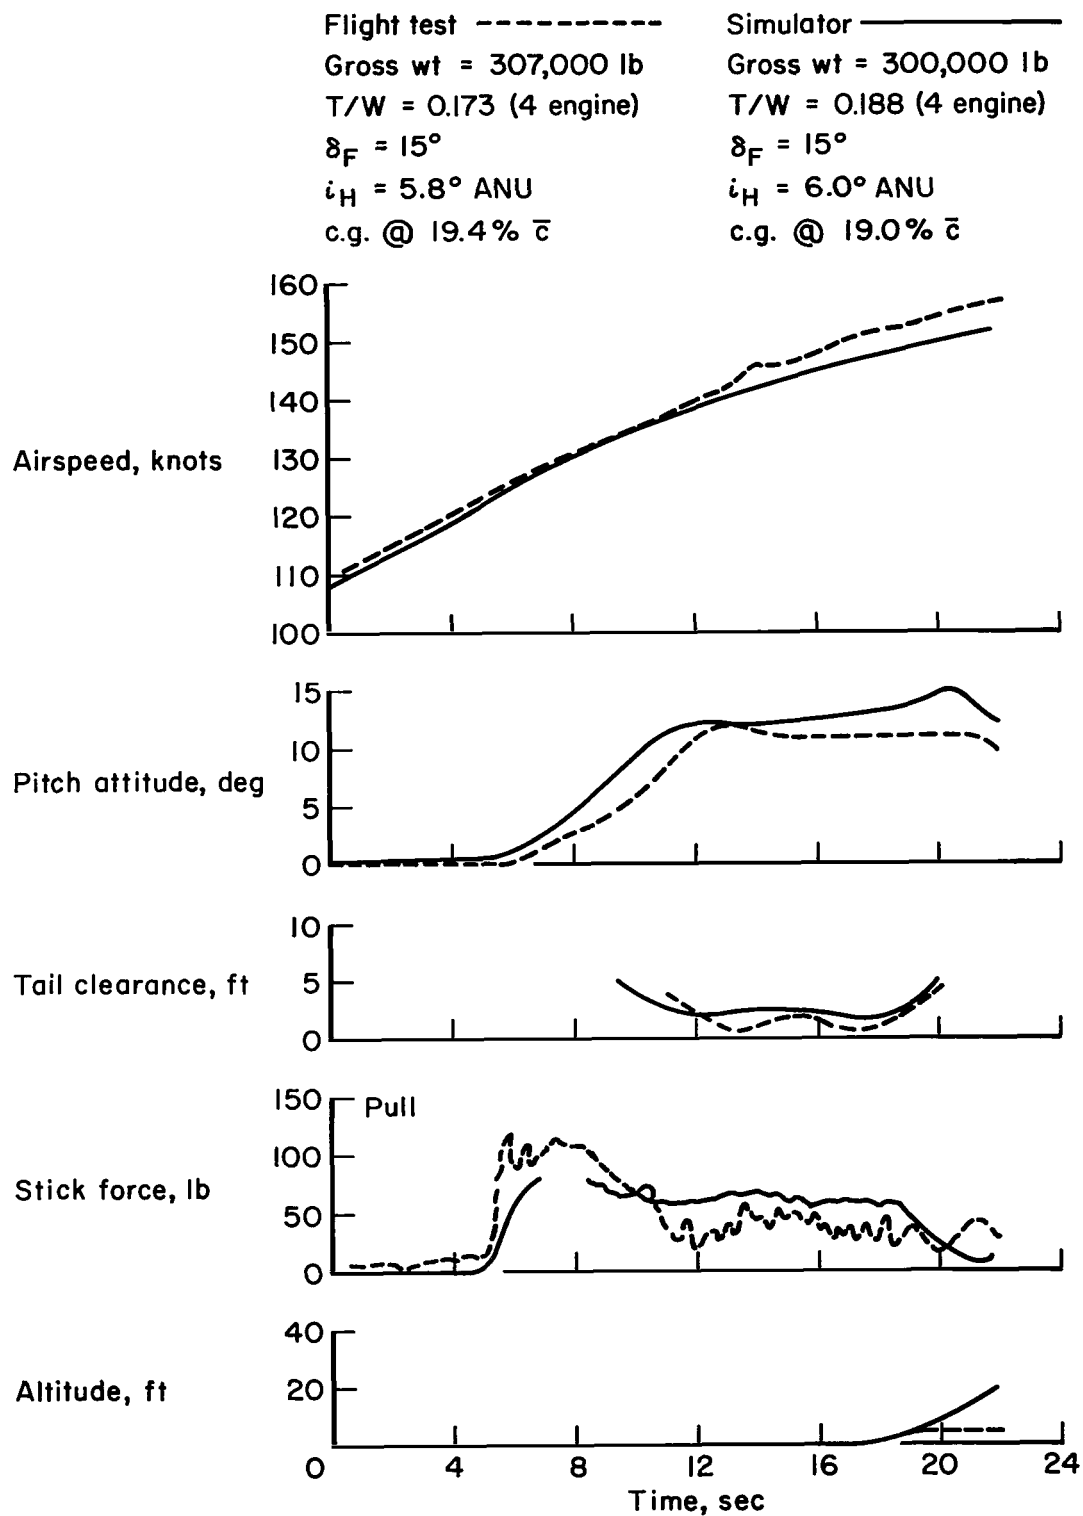 Flight test
Gross wt = 307,000 lb
T/W = 0.173 (4 engine)
δF = 15°
iH = 5.8° ANU
c.g. @ 19.4% c̄
Simulator
Gross wt = 300,000 lb
T/W = 0.188 (4 engine)
δF = 15°
iH = 6.0° ANU
c.g. @ 19.0% c̄
Airspeed, knots
160
150
140
130
120
110
100
Pitch attitude, deg
15
10
5
0
Tail clearance, ft
10
5
0
Stick force, lb
150
Pull
100
50
0
Altitude, ft
40
20
0 4 8 12 16 20 24
Time, sec